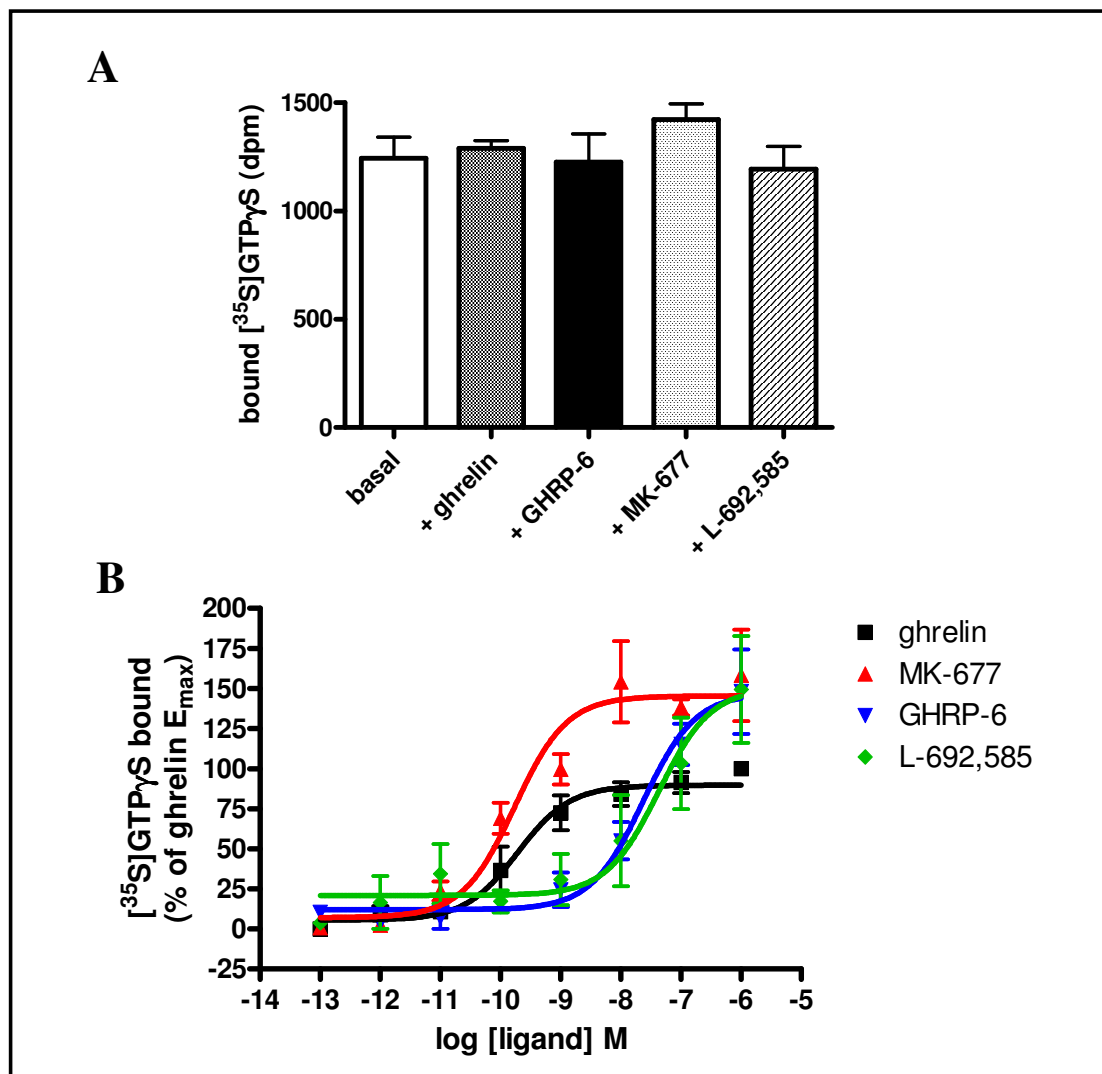 A
bound [³⁵S]GTPγS (dpm)
1500
1000
500
0
basal
+ ghrelin
+ GHRP-6
+ MK-677
+ L-692,585
B
[³⁵S]GTPγS bound
(% of ghrelin Eₘₐₓ)
200
175
150
125
100
75
50
25
0
-25
-14 -13 -12 -11 -10 -9 -8 -7 -6 -5
log [ligand] M
ghrelin
MK-677
GHRP-6
L-692,585